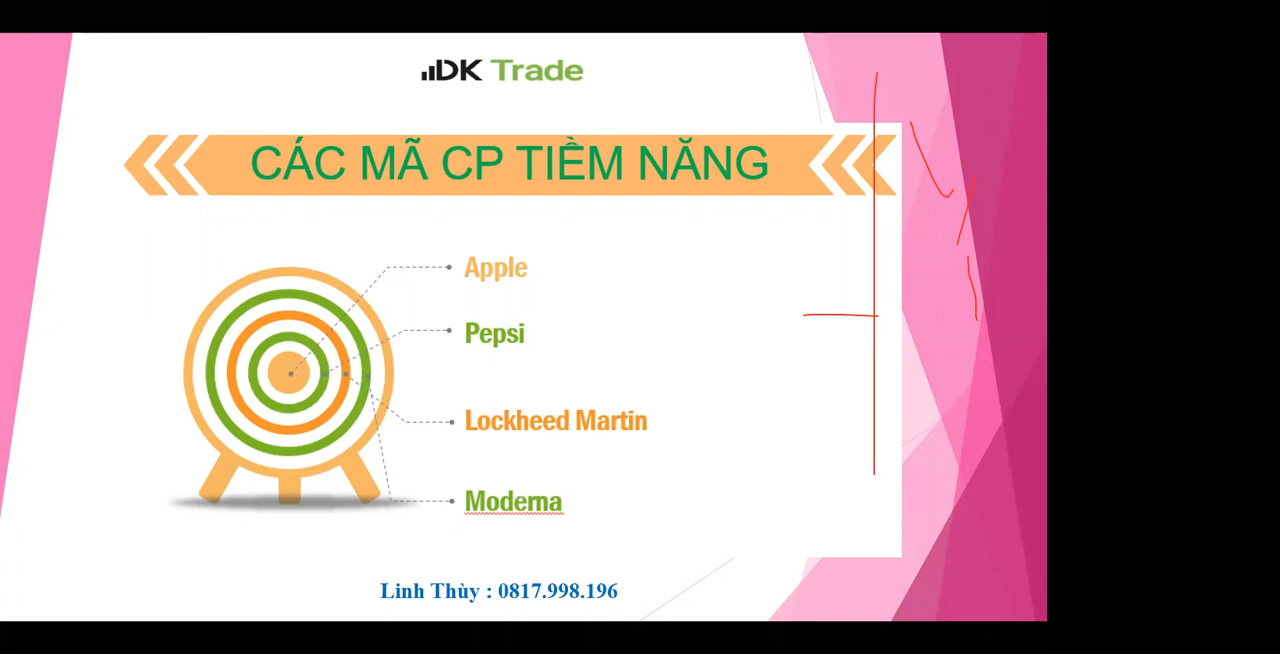 DK Trade
CÁC MÃ CP TIỀM NĂNG
Apple
Pepsi
Lockheed Martin
Moderna
Linh Thùy : 0817.998.196